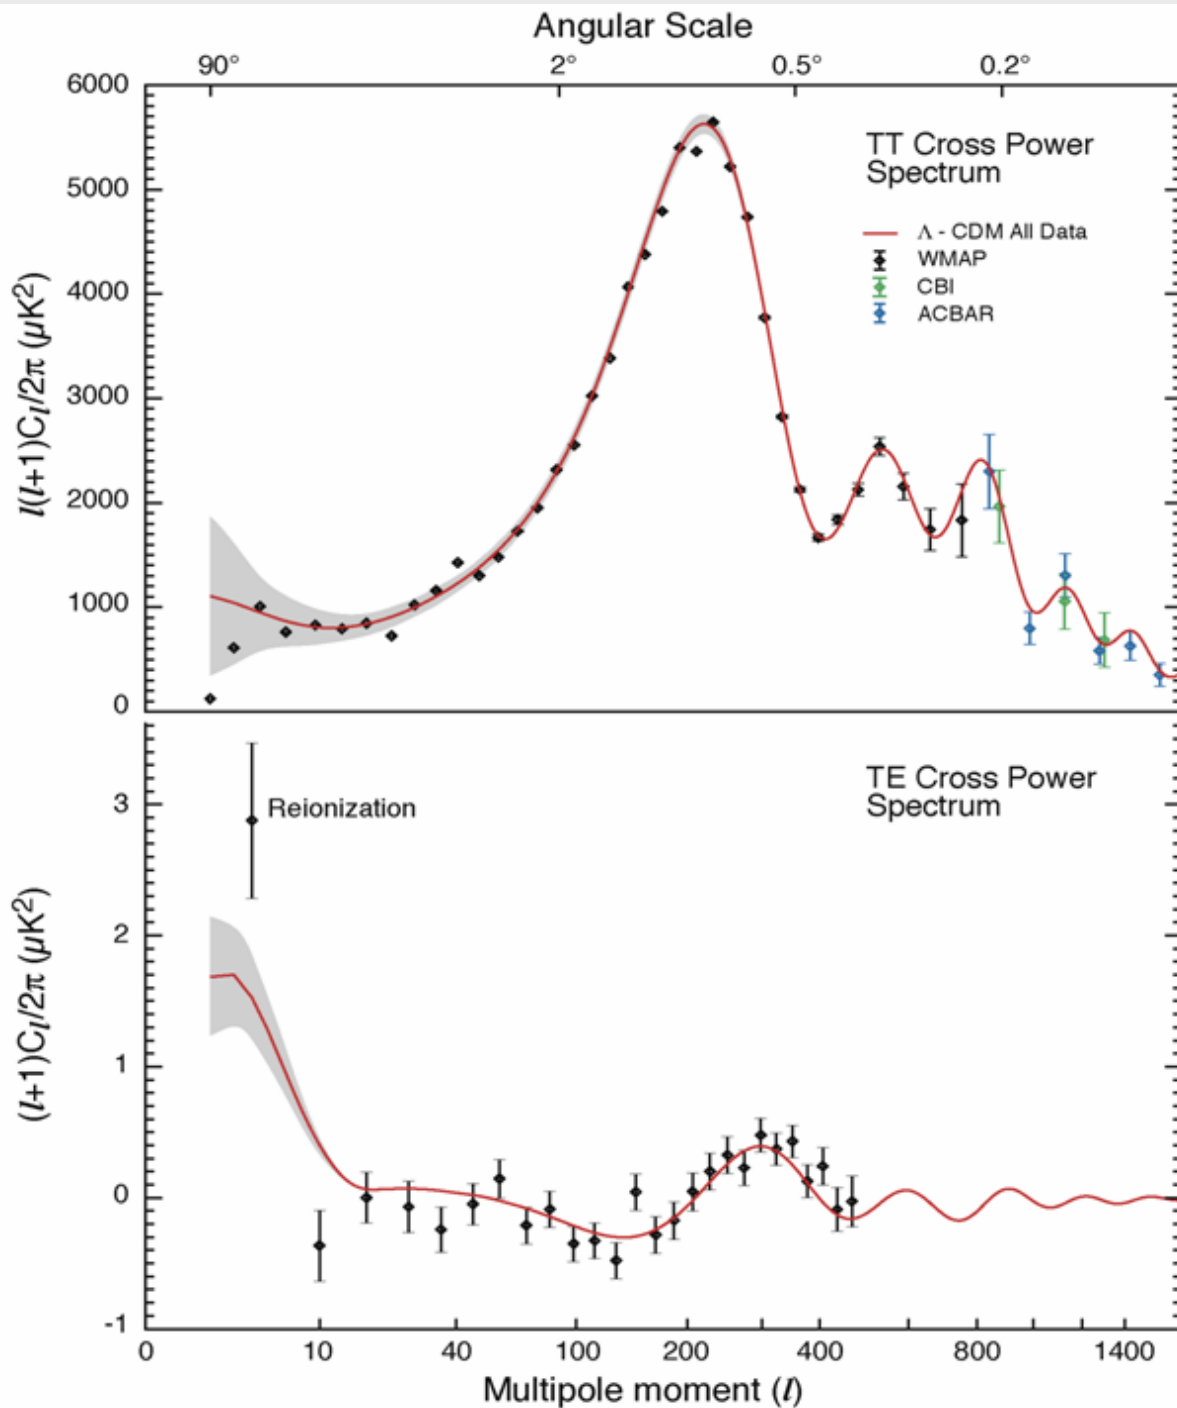 Angular Scale
90° 2° 0.5° 0.2°
6000
5000
4000
3000
2000
1000
0
l(l+1)Cl/2π (μK²)
TT Cross Power
Spectrum
Λ - CDM All Data
WMAP
CBI
ACBAR
3
2
1
0
-1
(l+1)Cl/2π (μK²)
Reionization
TE Cross Power
Spectrum
0 10 40 100 200 400 800 1400
Multipole moment (l)